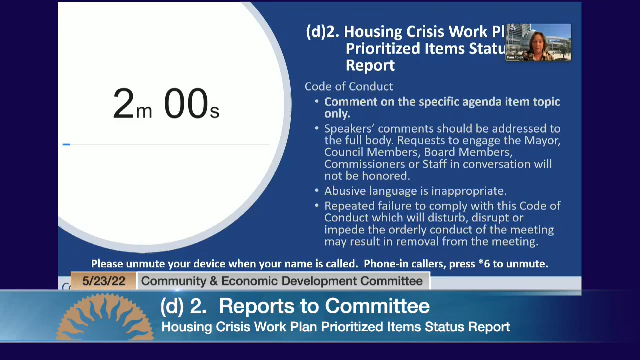 (d)2. Housing Crisis Work
Prioritized Items
Report
2m 00s
Code of Conduct
• Comment on the specific agenda item topic
only.
• Speakers' comments should be addressed to
the full body. Requests to engage the Mayor,
Council Members, Board Members,
Commissioners or Staff in conversation will
not be honored.
• Abusive language is inappropriate.
• Repeated failure to comply with this Code of
Conduct which will disturb, disrupt or
impede the orderly conduct of the meeting
may result in removal from the meeting.
Please unmute your device when your name is called. Phone-in callers, press *6 to unmute.
5/23/22 Community & Economic Development Committee
(d) 2. Reports to Committee
Housing Crisis Work Plan Prioritized Items Status Report